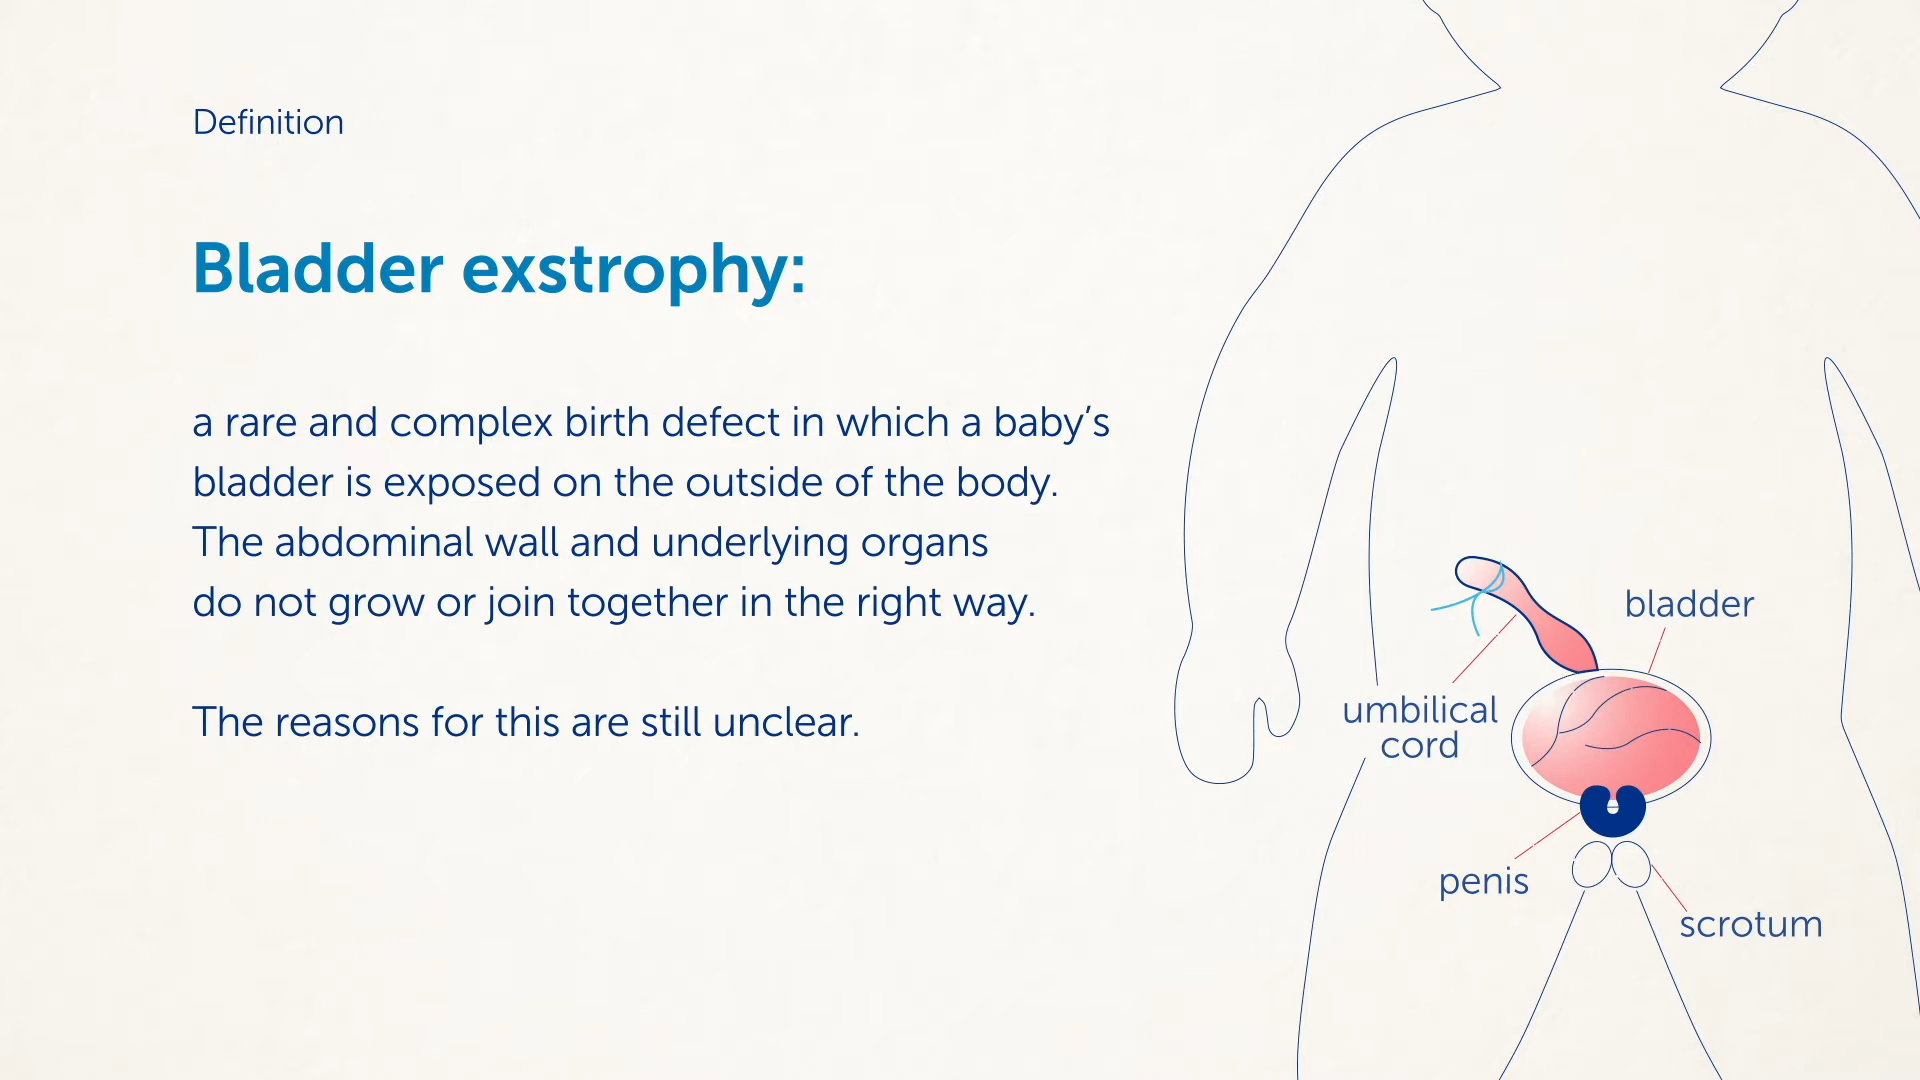 Definition
Bladder exstrophy:
a rare and complex birth defect in which a baby’s
bladder is exposed on the outside of the body.
The abdominal wall and underlying organs
do not grow or join together in the right way.
The reasons for this are still unclear.
bladder
umbilical
cord
penis
scrotum